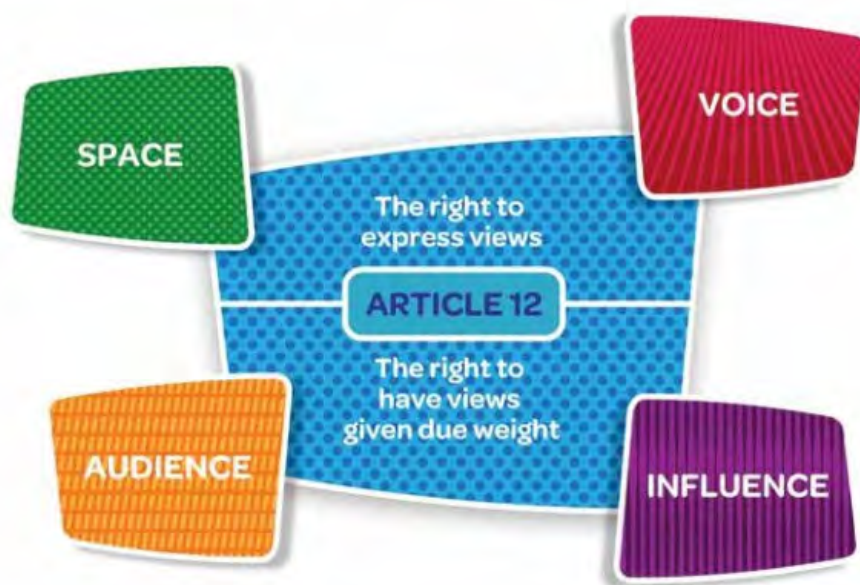 SPACE
VOICE
The right to
express views
ARTICLE 12
The right to
have views
given due weight
AUDIENCE
INFLUENCE